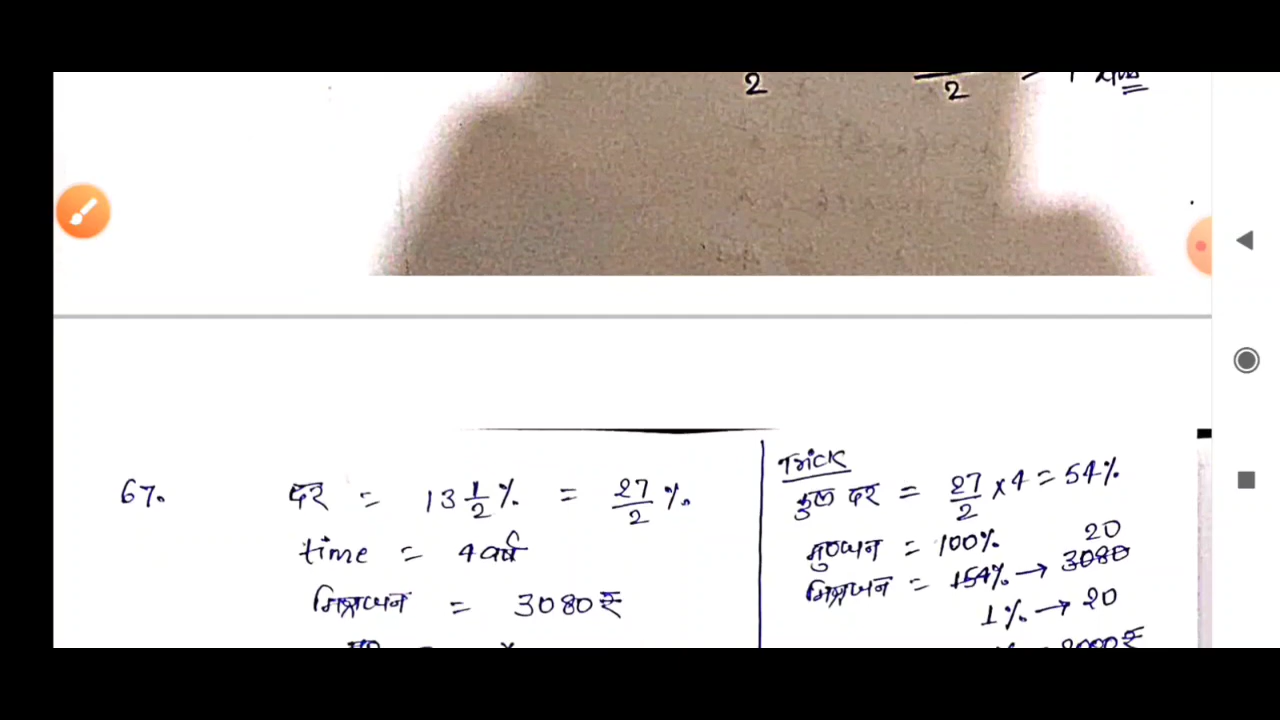 2 2
67. दर = 13 1/2 % = 27/2 %
time = 4 वर्ष
मिश्रधन = 3080 ₹
Trick
कुल दर = 27/2 × 4 = 54%
मुलधन = 100% 20
मिश्रधन = 154% → 3080
1% → 20